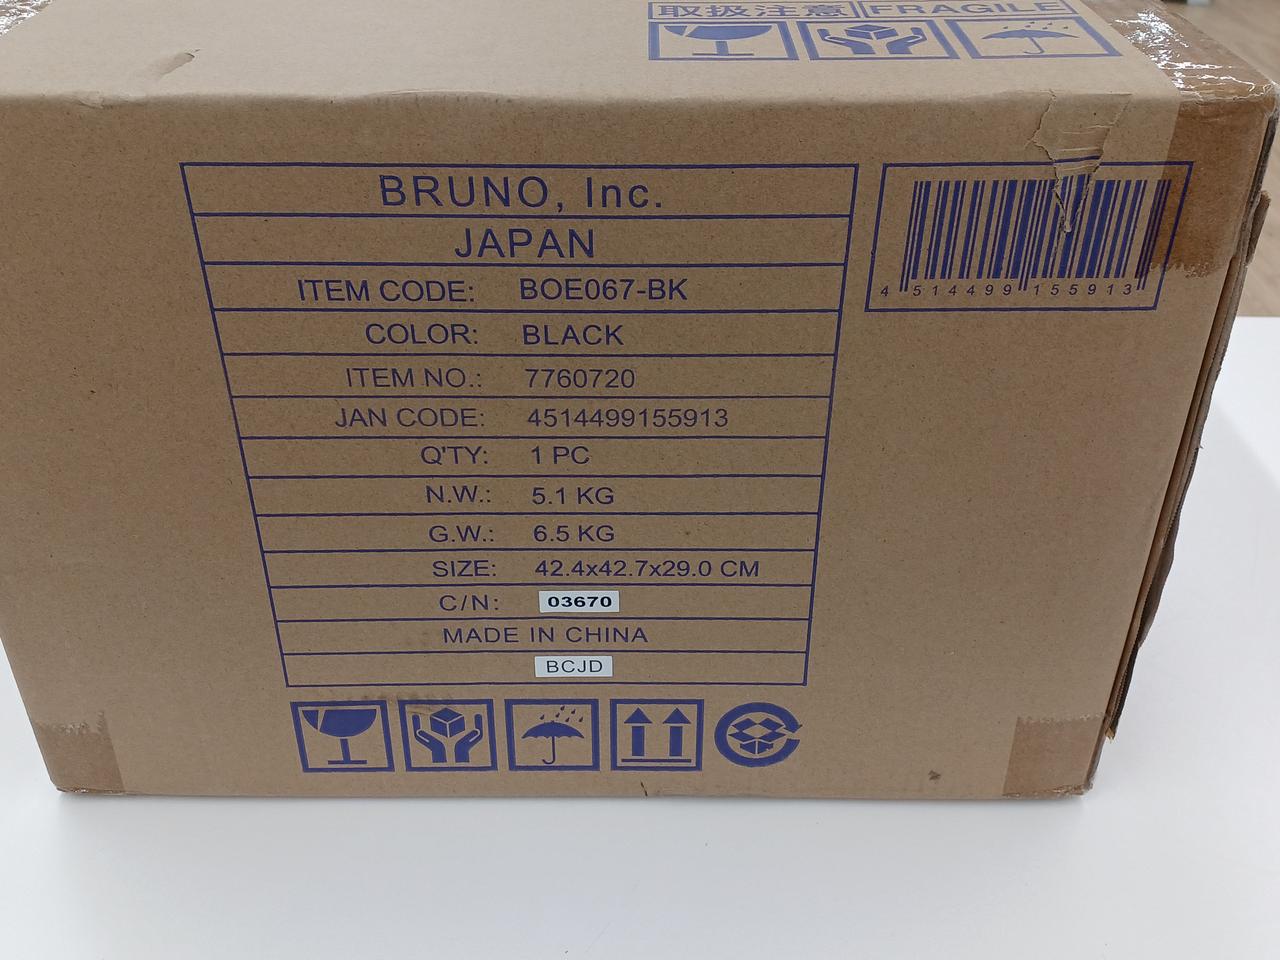 取扱注意 FRAGILE
BRUNO, Inc.
JAPAN
ITEM CODE: BOE067-BK
COLOR: BLACK
ITEM NO.: 7760720
JAN CODE: 4514499155913
Q'TY: 1 PC
N.W.: 5.1 KG
G.W.: 6.5 KG
SIZE: 42.4x42.7x29.0 CM
C/N: 03670
MADE IN CHINA
BCJD
4 514499 155913